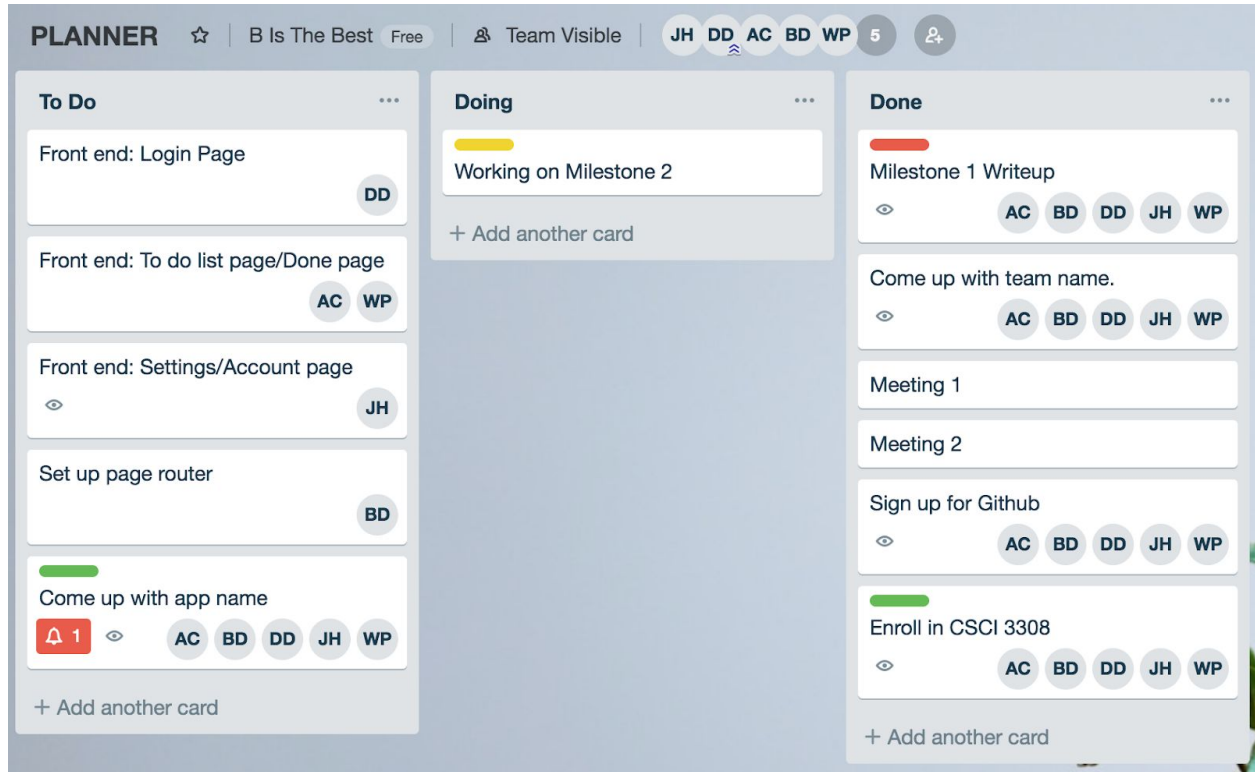 PLANNER B Is The Best Free Team Visible JH DD AC BD WP 5
To Do
Front end: Login Page
DD
Front end: To do list page/Done page
AC WP
Front end: Settings/Account page
JH
Set up page router
BD
Come up with app name
1 AC BD DD JH WP
+ Add another card
Doing
Working on Milestone 2
+ Add another card
Done
Milestone 1 Writeup
AC BD DD JH WP
Come up with team name.
AC BD DD JH WP
Meeting 1
Meeting 2
Sign up for Github
AC BD DD JH WP
Enroll in CSCI 3308
AC BD DD JH WP
+ Add another card